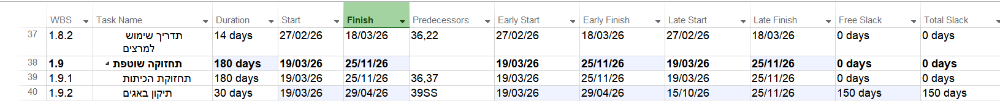 WBS Task Name Duration Start Finish Predecessors Early Start Early Finish Late Start Late Finish Free Slack Total Slack
37 1.8.2 תדריך שימוש 14 days 27/02/26 18/03/26 36,22 27/02/26 18/03/26 27/02/26 18/03/26 0 days 0 days
למרצים
38 1.9 תחזוקה שוטפת 180 days 19/03/26 25/11/26 19/03/26 25/11/26 19/03/26 25/11/26 0 days 0 days
39 1.9.1 תחזוקת הכיתות 180 days 19/03/26 25/11/26 36,37 19/03/26 25/11/26 19/03/26 25/11/26 0 days 0 days
40 1.9.2 תיקון באגים 30 days 19/03/26 29/04/26 39SS 19/03/26 29/04/26 15/10/26 25/11/26 150 days 150 days